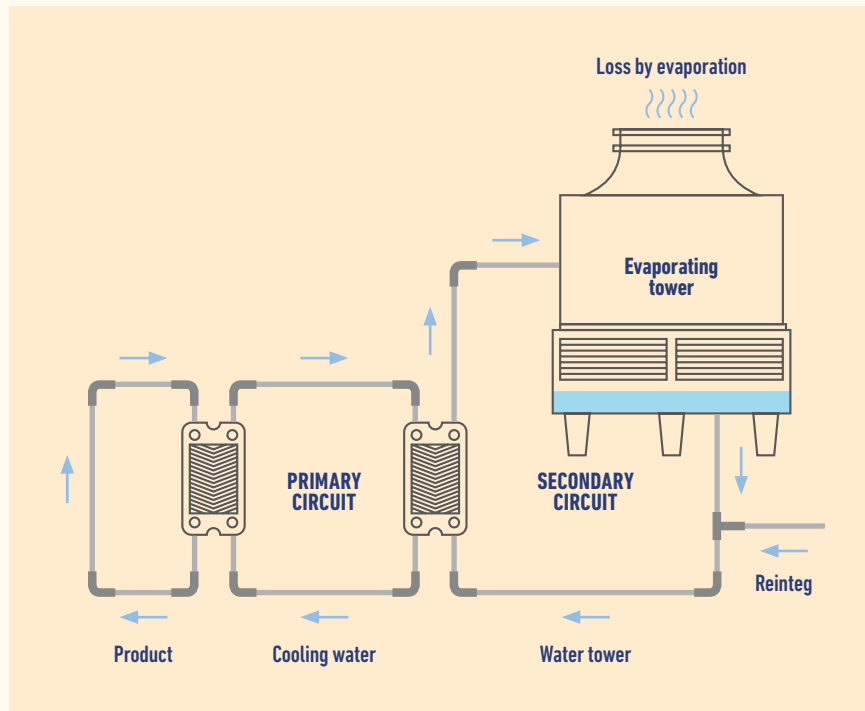 Loss by evaporation
Evaporating
tower
PRIMARY
CIRCUIT
SECONDARY
CIRCUIT
Reinteg
Product
Cooling water
Water tower